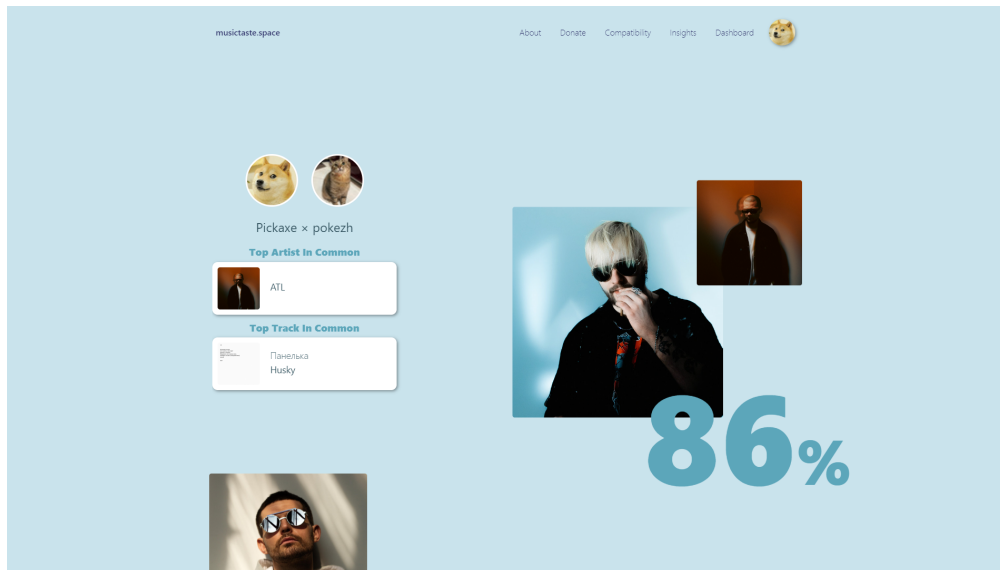 musictaste.space
About Donate Compatibility Insights Dashboard
Pickaxe × pokezh
Top Artist In Common
ATL
Top Track In Common
Панелька
Husky
86%